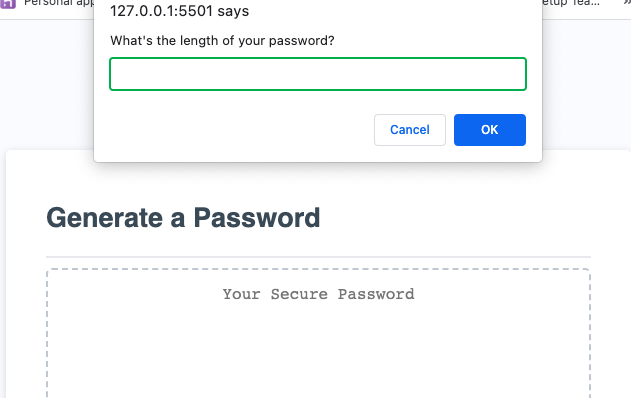 Personal app
etup Tea...
127.0.0.1:5501 says
What's the length of your password?
Cancel
OK
Generate a Password
Your Secure Password